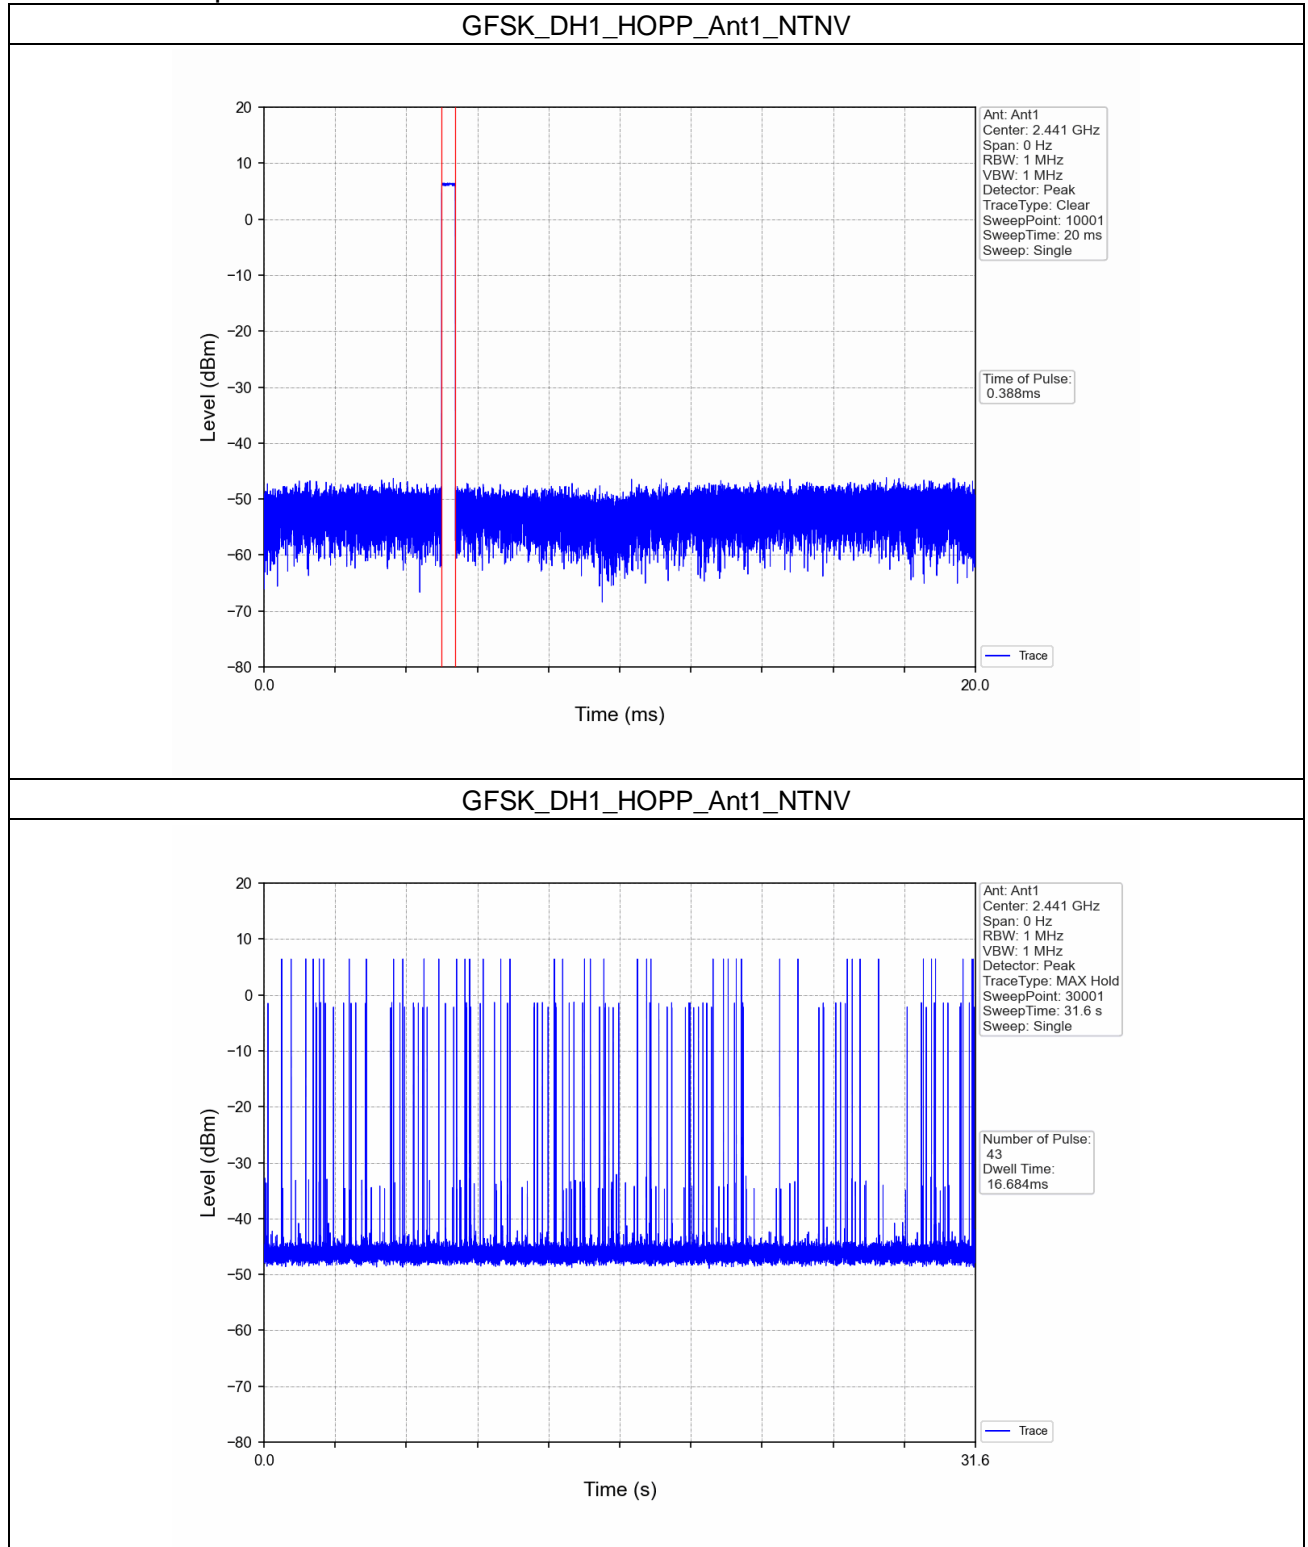 GFSK_DH1_HOPP_Ant1_NTNV
20
10
0
−10
−20
−30
−40
−50
−60
−70
−80
Level (dBm)
0.0
20.0
Time (ms)
Ant: Ant1
Center: 2.441 GHz
Span: 0 Hz
RBW: 1 MHz
VBW: 1 MHz
Detector: Peak
TraceType: Clear
SweepPoint: 10001
SweepTime: 20 ms
Sweep: Single
Time of Pulse:
0.388ms
Trace
GFSK_DH1_HOPP_Ant1_NTNV
20
10
0
−10
−20
−30
−40
−50
−60
−70
−80
Level (dBm)
0.0
31.6
Time (s)
Ant: Ant1
Center: 2.441 GHz
Span: 0 Hz
RBW: 1 MHz
VBW: 1 MHz
Detector: Peak
TraceType: MAX Hold
SweepPoint: 30001
SweepTime: 31.6 s
Sweep: Single
Number of Pulse:
43
Dwell Time:
16.684ms
Trace